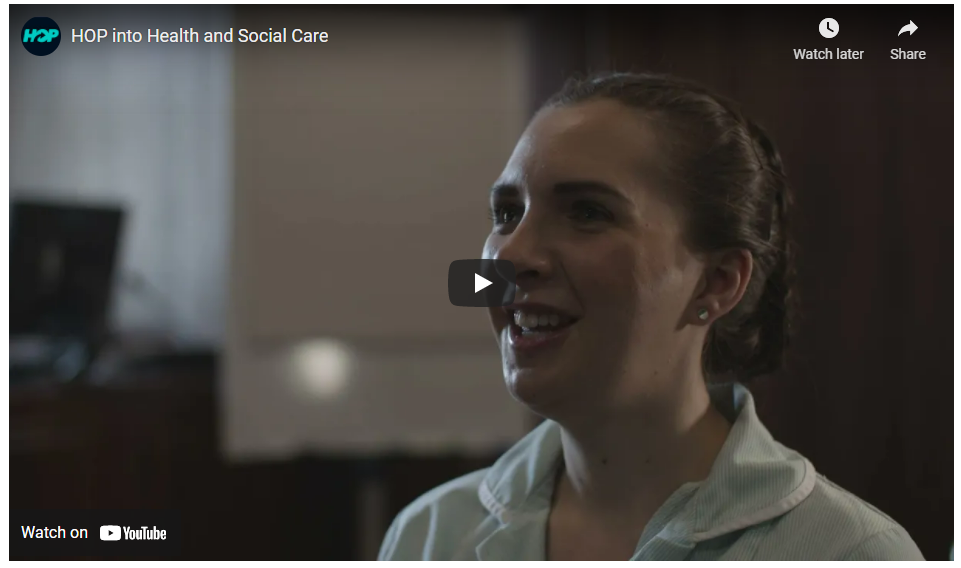 HOP
HOP into Health and Social Care
Watch later
Share
Watch on
YouTube